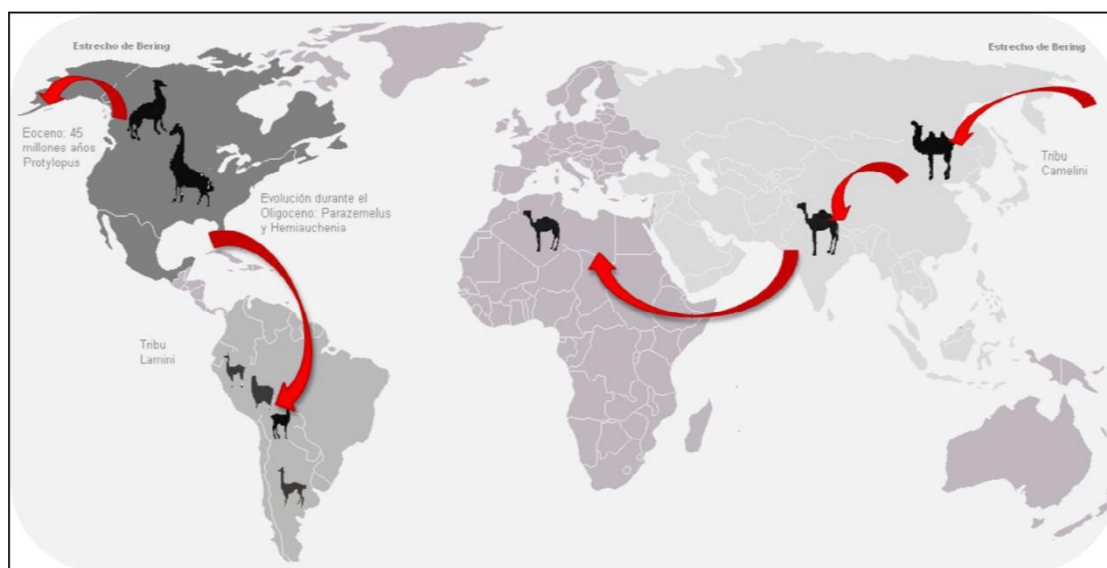 Estrecho de Bering
Estrecho de Bering
Eoceno: 45
millones años
Protylopus
Tribu
Camelini
Evolución durante el
Oligoceno: Parazemelus
y Hemiauchenia
Tribu
Lamini